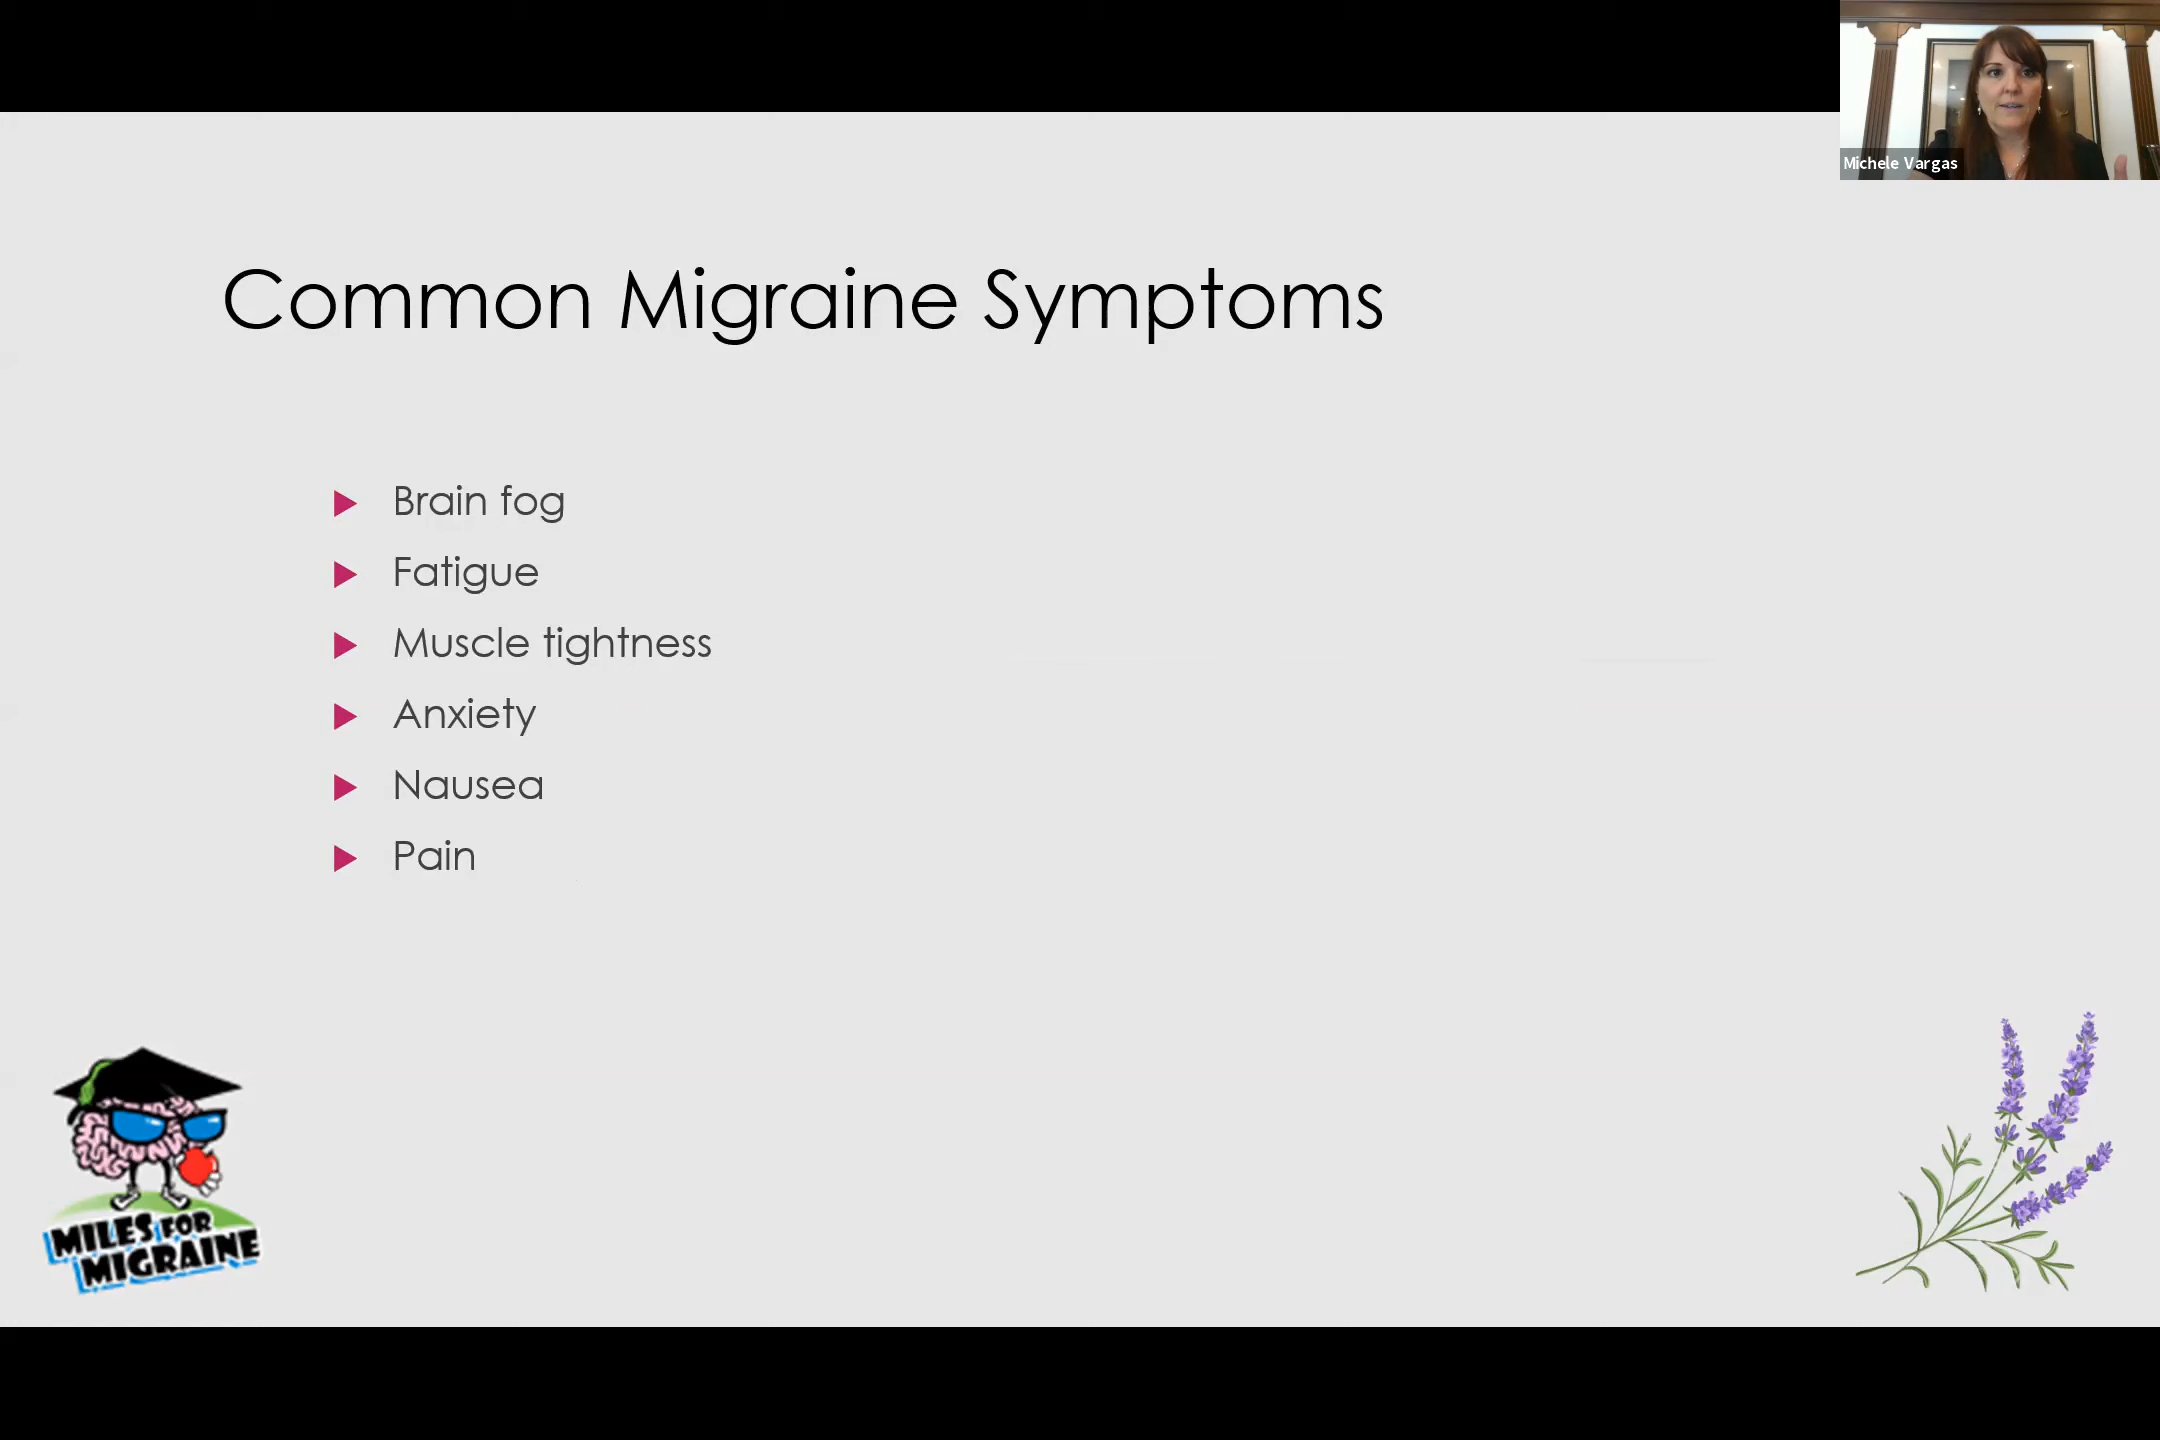 Michele Vargas
Common Migraine Symptoms
Brain fog
Fatigue
Muscle tightness
Anxiety
Nausea
Pain
MILES FOR
MIGRAINE